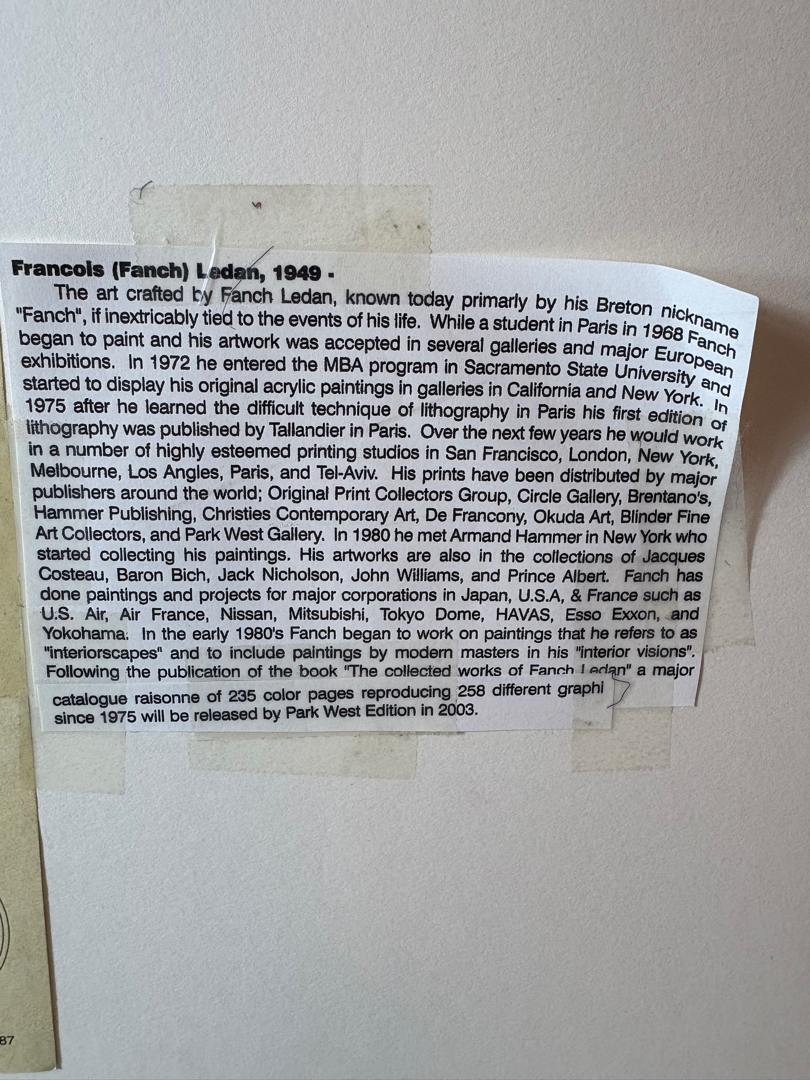 Francois (Fanch) Ledan, 1949 -
The art crafted by Fanch Ledan, known today primarily by his Breton nickname
"Fanch", if inextricably tied to the events of his life. While a student in Paris in 1968 Fanch
began to paint and his artwork was accepted in several galleries and major European
exhibitions. In 1972 he entered the MBA program in Sacramento State University and
started to display his original acrylic paintings in galleries in California and New York. In
1975 after he learned the difficult technique of lithography in Paris his first edition of
lithography was published by Tallandier in Paris. Over the next few years he would work
in a number of highly esteemed printing studios in San Francisco, London, New York,
Melbourne, Los Angles, Paris, and Tel-Aviv. His prints have been distributed by major
publishers around the world; Original Print Collectors Group, Circle Gallery, Brentano's,
Hammer Publishing, Christies Contemporary Art, De Francony, Okuda Art, Blinder Fine
Art Collectors, and Park West Gallery. In 1980 he met Armand Hammer in New York who
started collecting his paintings. His artworks are also in the collections of Jacques
Costeau, Baron Bich, Jack Nicholson, John Williams, and Prince Albert. Fanch has
done paintings and projects for major corporations in Japan, U.S.A, & France such as
U.S. Air, Air France, Nissan, Mitsubishi, Tokyo Dome, HAVAS, Esso Exxon, and
Yokohama. In the early 1980's Fanch began to work on paintings that he refers to as
"interiorscapes" and to include paintings by modern masters in his "interior visions".
Following the publication of the book "The collected works of Fanch Ledan" a major
catalogue raisonne of 235 color pages reproducing 258 different graphi
since 1975 will be released by Park West Edition in 2003.
87